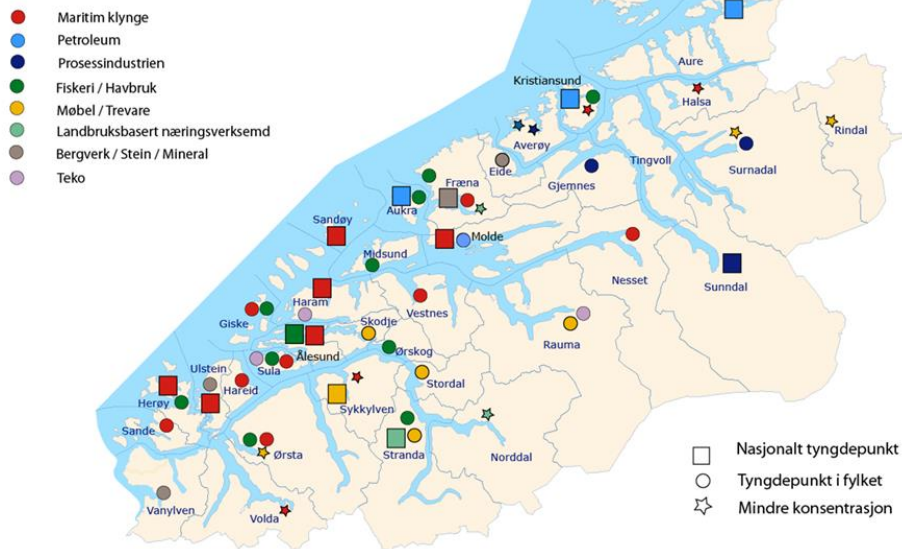 Maritim klynge
Petroleum
Prosessindustrien
Fiskeri / Havbruk
Møbel / Trevare
Landbruksbasert næringsverksemd
Bergverk / Stein / Mineral
Teko
Aure
Kristiansund
Halsa
Rindal
Averøy
Tingvoll
Surnadal
Eide
Gjemnes
Fræna
Aukra
Sandøy
Molde
Midsund
Nesset
Sunndal
Haram
Vestnes
Giske
Skodje
Rauma
Ålesund
Ørskog
Ulstein
Sula
Stordal
Hareid
Herøy
Sykkylven
Sande
Stranda
Norddal
Ørsta
Vanylven
Volda
Nasjonalt tyngdepunkt
Tyngdepunkt i fylket
Mindre konsentrasjon